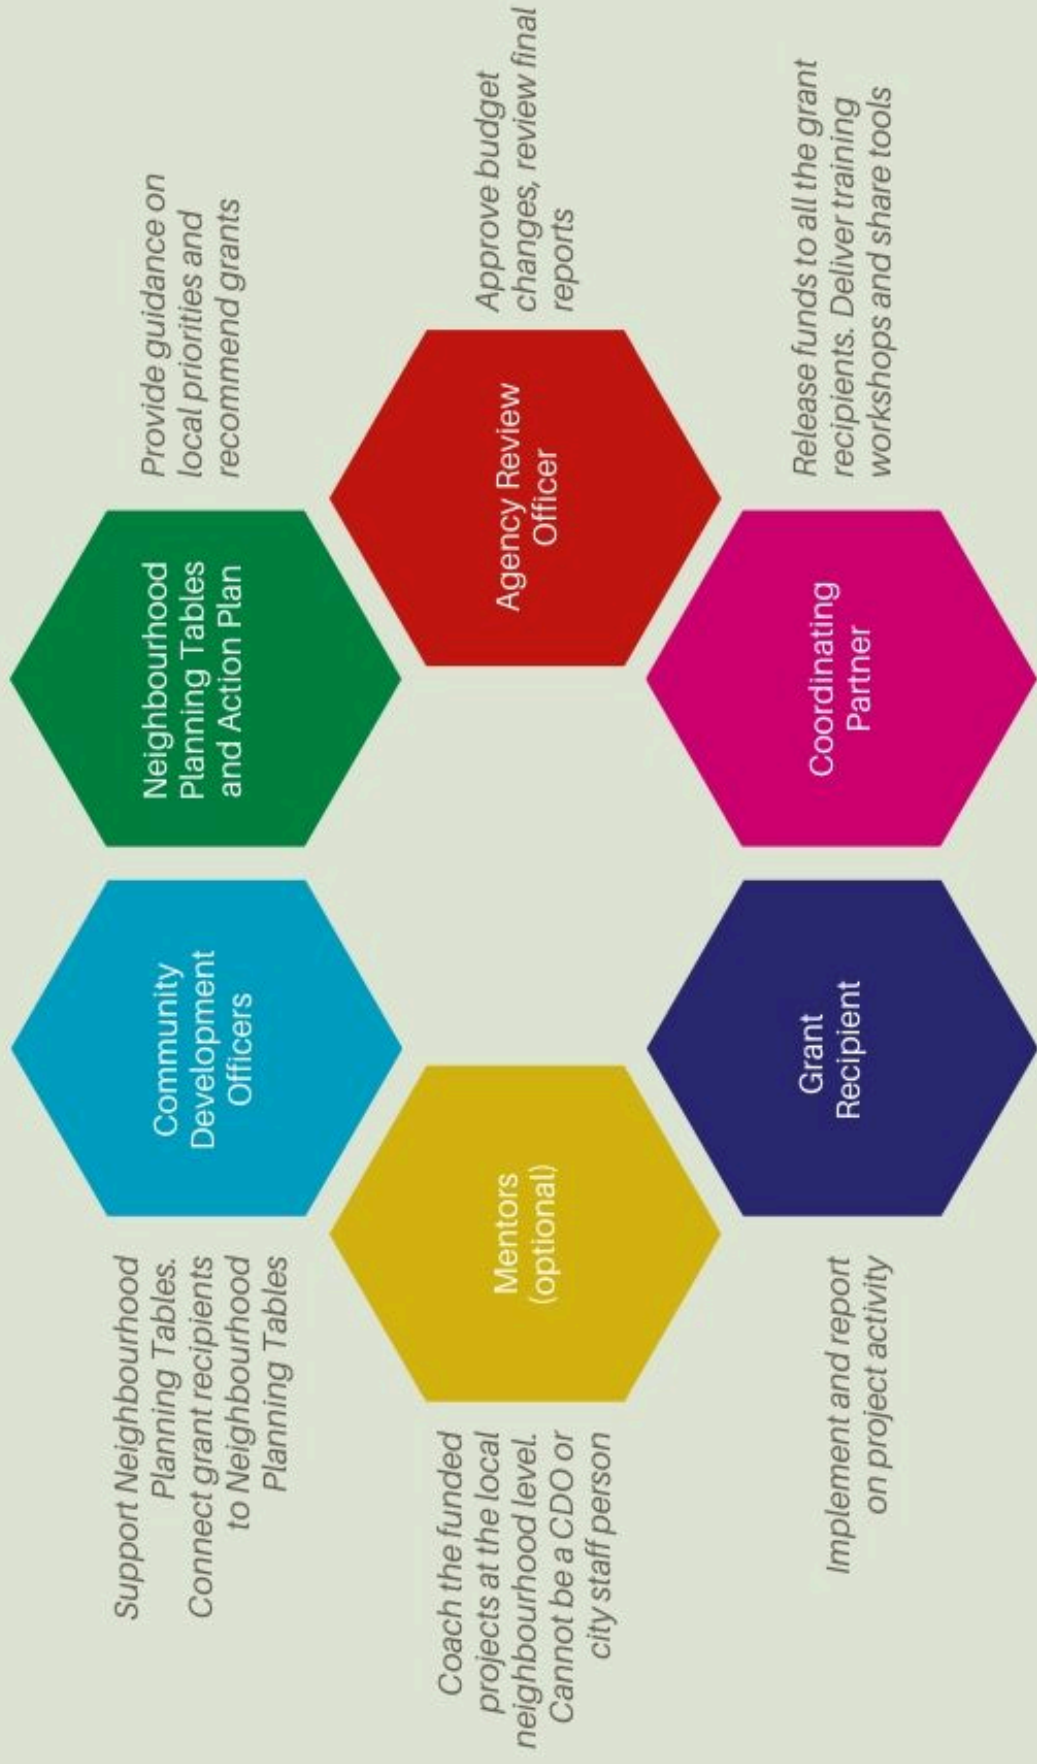 Support Neighbourhood
Planning Tables.
Connect grant recipients
to Neighbourhood
Planning Tables
Community
Development
Officers
Neighbourhood
Planning Tables
and Action Plan
Provide guidance on
local priorities and
recommend grants
Coach the funded
projects at the local
neighbourhood level.
Cannot be a CDO or
city staff person
Mentors
(optional)
Agency Review
Officer
Approve budget
changes, review final
reports
Implement and report
on project activity
Grant
Recipient
Coordinating
Partner
Release funds to all the grant
recipients. Deliver training
workshops and share tools